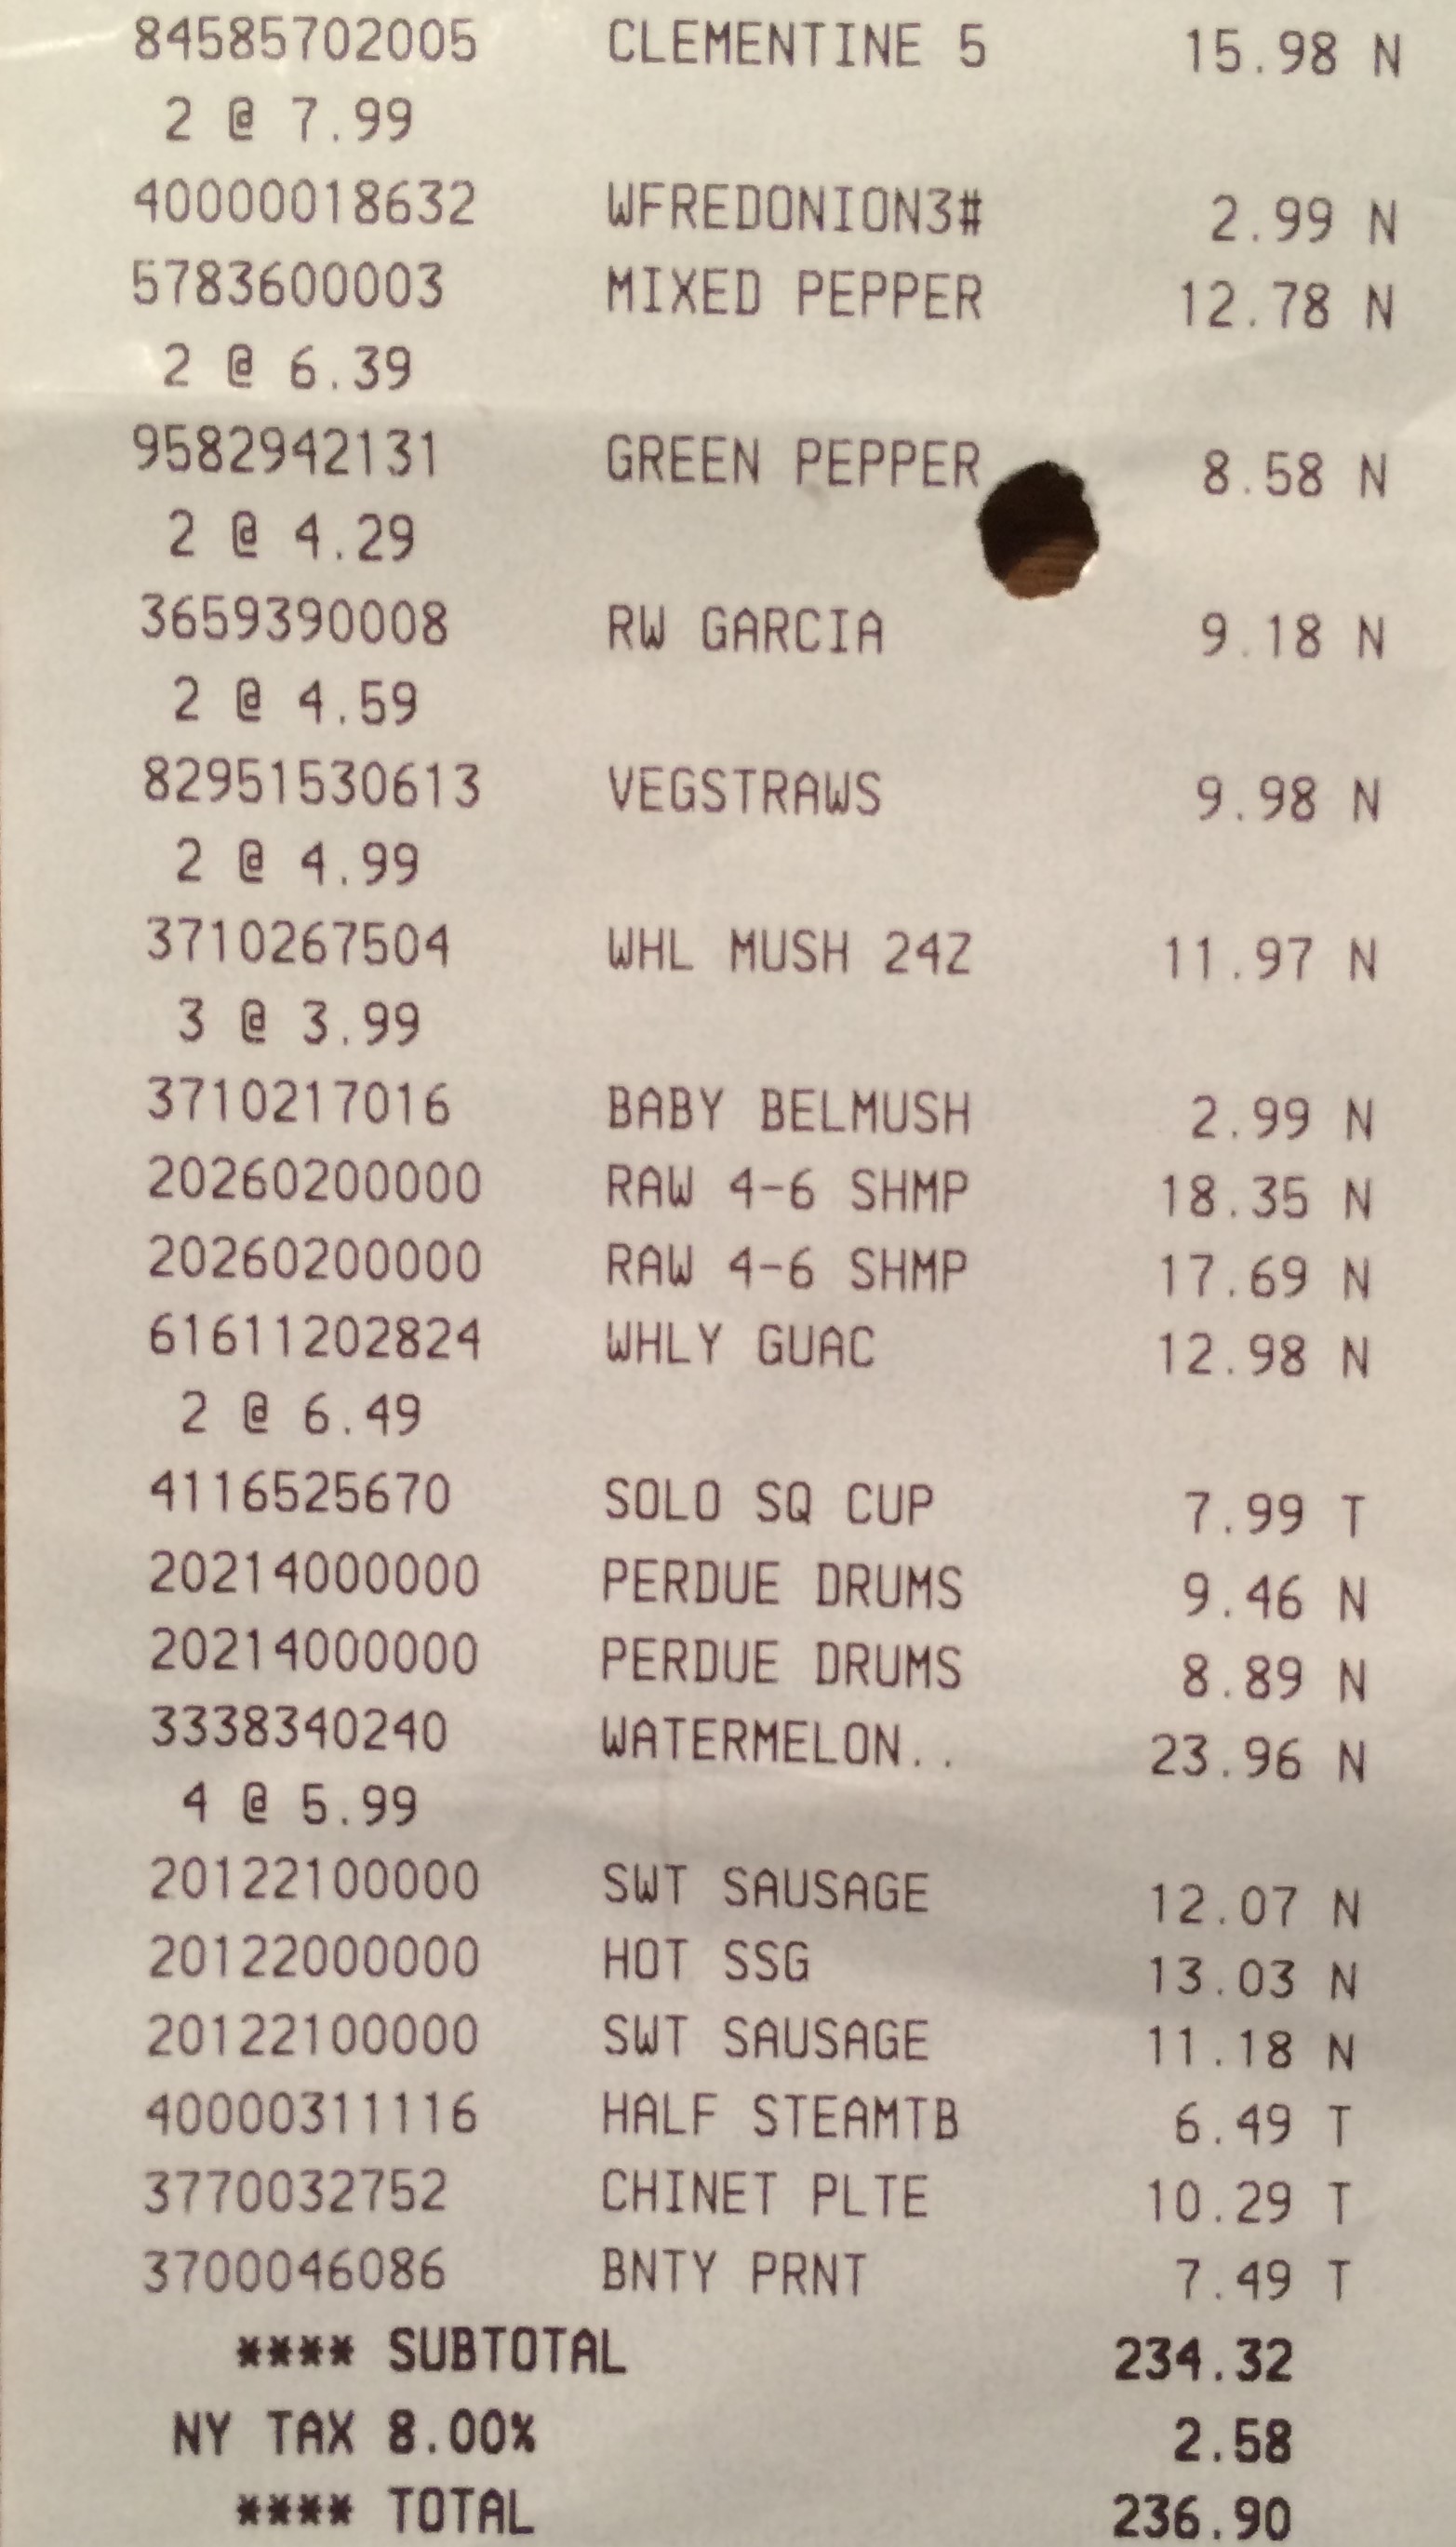 84585702005 CLEMENTINE 5 15.98 N
2 @ 7.99
40000018632 WFREDONION3# 2.99 N
5783600003 MIXED PEPPER 12.78 N
2 @ 6.39
9582942131 GREEN PEPPER 8.58 N
2 @ 4.29
3659390008 RW GARCIA 9.18 N
2 @ 4.59
82951530613 VEGSTRAWS 9.98 N
2 @ 4.99
3710267504 WHL MUSH 24Z 11.97 N
3 @ 3.99
3710217016 BABY BELMUSH 2.99 N
20260200000 RAW 4-6 SHMP 18.35 N
20260200000 RAW 4-6 SHMP 17.69 N
61611202824 WHLY GUAC 12.98 N
2 @ 6.49
4116525670 SOLO SQ CUP 7.99 T
20214000000 PERDUE DRUMS 9.46 N
20214000000 PERDUE DRUMS 8.89 N
3338340240 WATERMELON.. 23.96 N
4 @ 5.99
20122100000 SWT SAUSAGE 12.07 N
20122000000 HOT SSG 13.03 N
20122100000 SWT SAUSAGE 11.18 N
40000311116 HALF STEAMTB 6.49 T
3770032752 CHINET PLTE 10.29 T
3700046086 BNTY PRNT 7.49 T
**** SUBTOTAL 234.32
NY TAX 8.00% 2.58
**** TOTAL 236.90